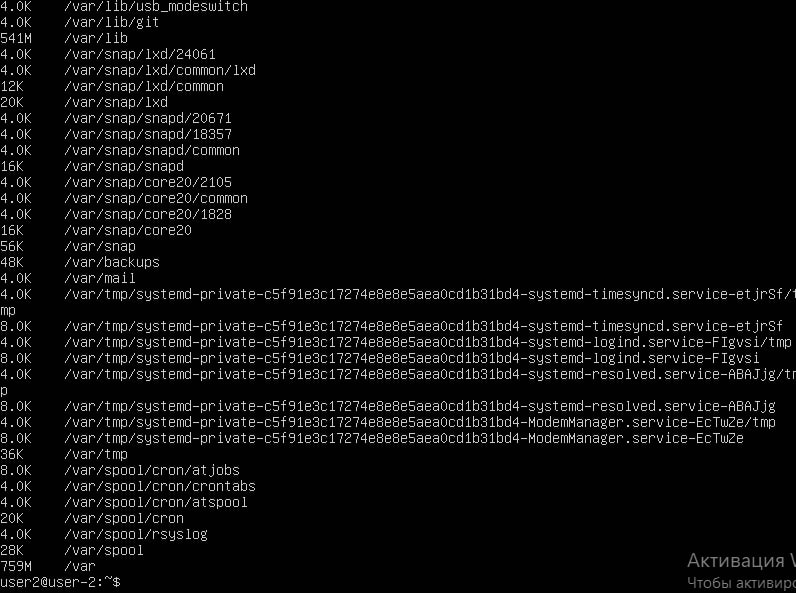 4.0K    /var/lib/usb_modeswitch
4.0K    /var/lib/git
541M    /var/lib
4.0K    /var/snap/lxd/24061
4.0K    /var/snap/lxd/common/lxd
12K     /var/snap/lxd/common
20K     /var/snap/lxd
4.0K    /var/snap/snapd/20671
4.0K    /var/snap/snapd/18357
4.0K    /var/snap/snapd/common
16K     /var/snap/snapd
4.0K    /var/snap/core20/2105
4.0K    /var/snap/core20/common
4.0K    /var/snap/core20/1828
16K     /var/snap/core20
56K     /var/snap
48K     /var/backups
4.0K    /var/mail
4.0K    /var/tmp/systemd-private-c5f91e3c17274e8e8e5aea0cd1b31bd4-systemd-timesyncd.service-etjrSf/t
mp
8.0K    /var/tmp/systemd-private-c5f91e3c17274e8e8e5aea0cd1b31bd4-systemd-timesyncd.service-etjrSf
4.0K    /var/tmp/systemd-private-c5f91e3c17274e8e8e5aea0cd1b31bd4-systemd-logind.service-FIgvsi/tmp
8.0K    /var/tmp/systemd-private-c5f91e3c17274e8e8e5aea0cd1b31bd4-systemd-logind.service-FIgvsi
4.0K    /var/tmp/systemd-private-c5f91e3c17274e8e8e5aea0cd1b31bd4-systemd-resolved.service-ABAJjg/tm
p
8.0K    /var/tmp/systemd-private-c5f91e3c17274e8e8e5aea0cd1b31bd4-systemd-resolved.service-ABAJjg
4.0K    /var/tmp/systemd-private-c5f91e3c17274e8e8e5aea0cd1b31bd4-ModemManager.service-EcTwZe/tmp
8.0K    /var/tmp/systemd-private-c5f91e3c17274e8e8e5aea0cd1b31bd4-ModemManager.service-EcTwZe
36K     /var/tmp
8.0K    /var/spool/cron/atjobs
4.0K    /var/spool/cron/crontabs
4.0K    /var/spool/cron/atspool
20K     /var/spool/cron
4.0K    /var/spool/rsyslog
28K     /var/spool
759M    /var
user2@user-2:~$
Активация
Чтобы